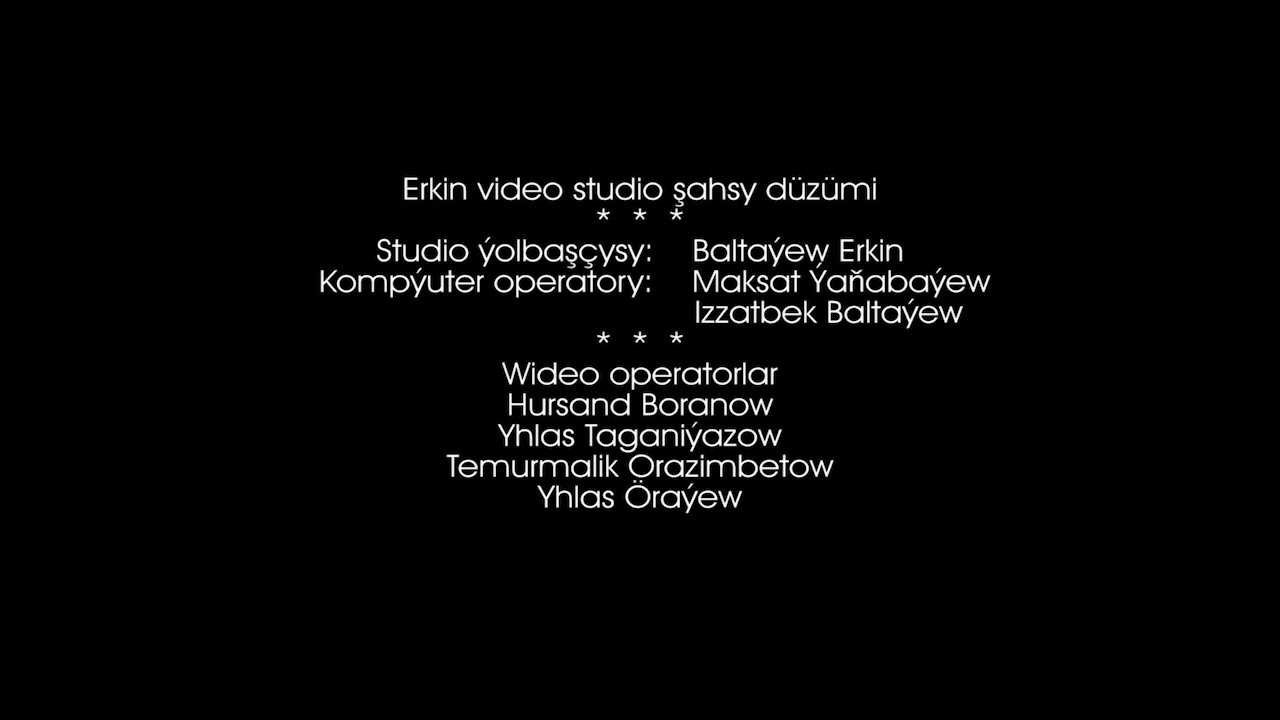 Erkin video studio şahsy düzümi
* * *
Studio ýolbaşçysy: Baltaýew Erkin
Kompýuter operatory: Maksat Ýaňabaýew
Izzatbek Baltaýew
* * *
Wideo operatorlar
Hursand Boranow
Yhlas Taganiýazow
Temurmalik Orazimbetow
Yhlas Öraýew